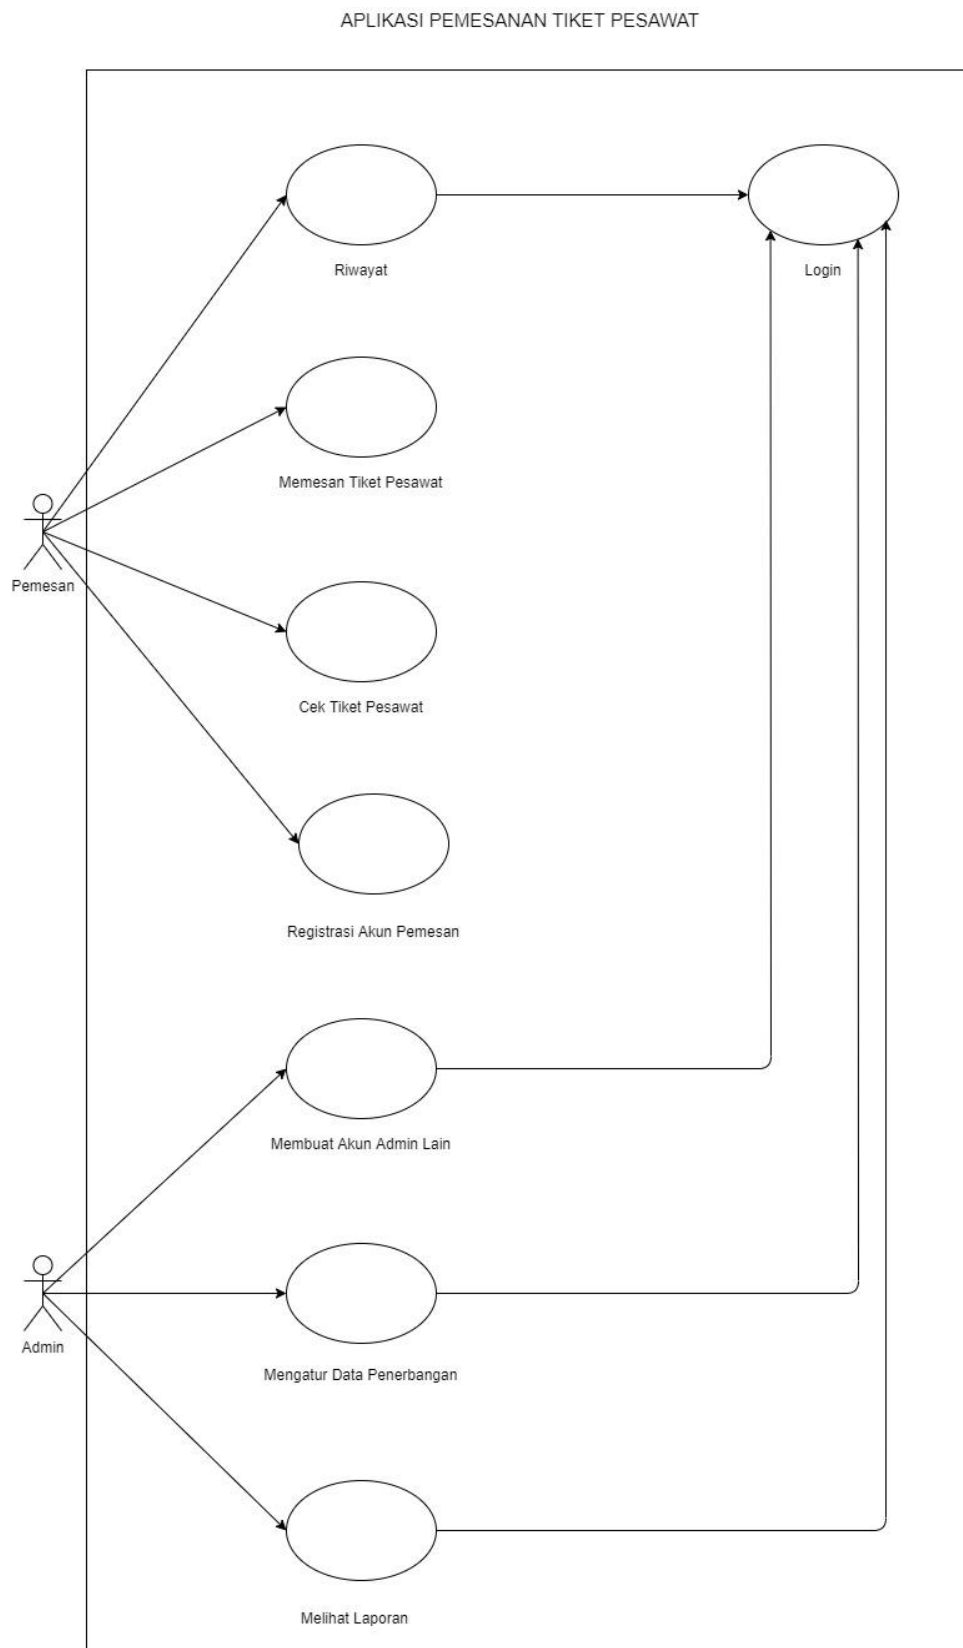 APLIKASI PEMESANAN TIKET PESAWAT
Riwayat
Login
Memesan Tiket Pesawat
Pemesan
Cek Tiket Pesawat
Registrasi Akun Pemesan
Membuat Akun Admin Lain
Admin
Mengatur Data Penerbangan
Melihat Laporan